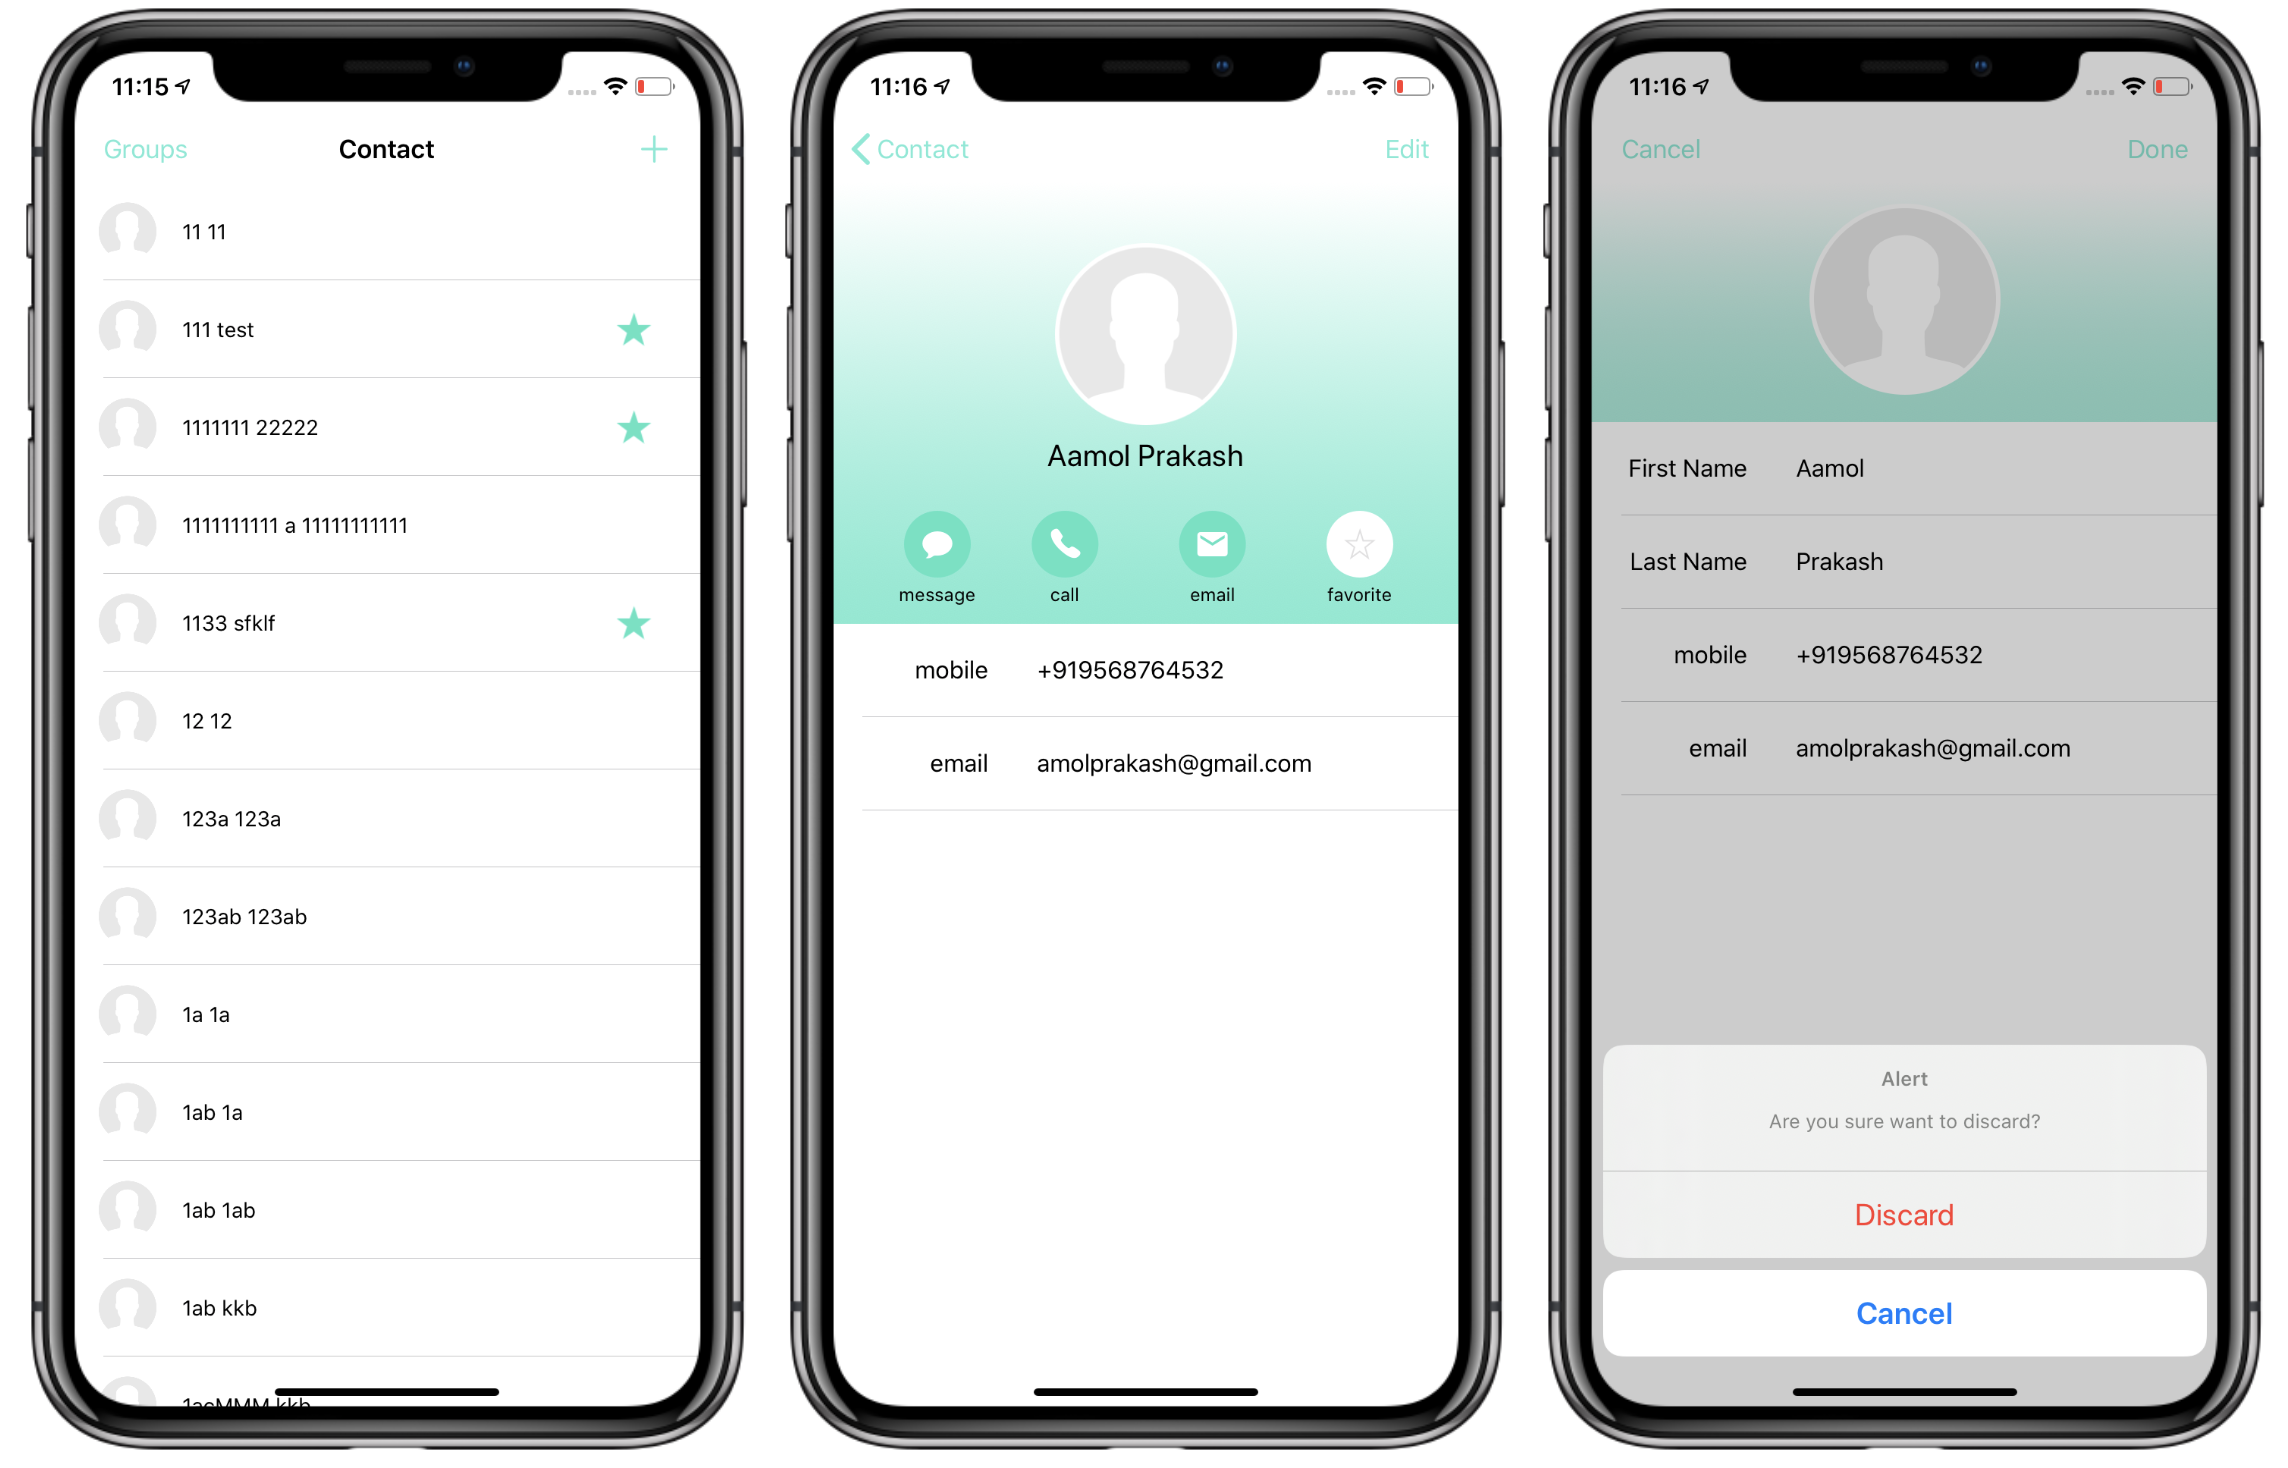 11:15
Groups Contact +
11 11
111 test
1111111 22222
1111111111 a 11111111111
1133 sfklf
12 12
123a 123a
123ab 123ab
1a 1a
1ab 1a
1ab 1ab
1ab kkb
11:16
Contact Edit
Aamol Prakash
message call email favorite
mobile +919568764532
email amolprakash@gmail.com
11:16
Cancel Done
First Name Aamol
Last Name Prakash
mobile +919568764532
email amolprakash@gmail.com
Alert
Are you sure want to discard?
Discard
Cancel